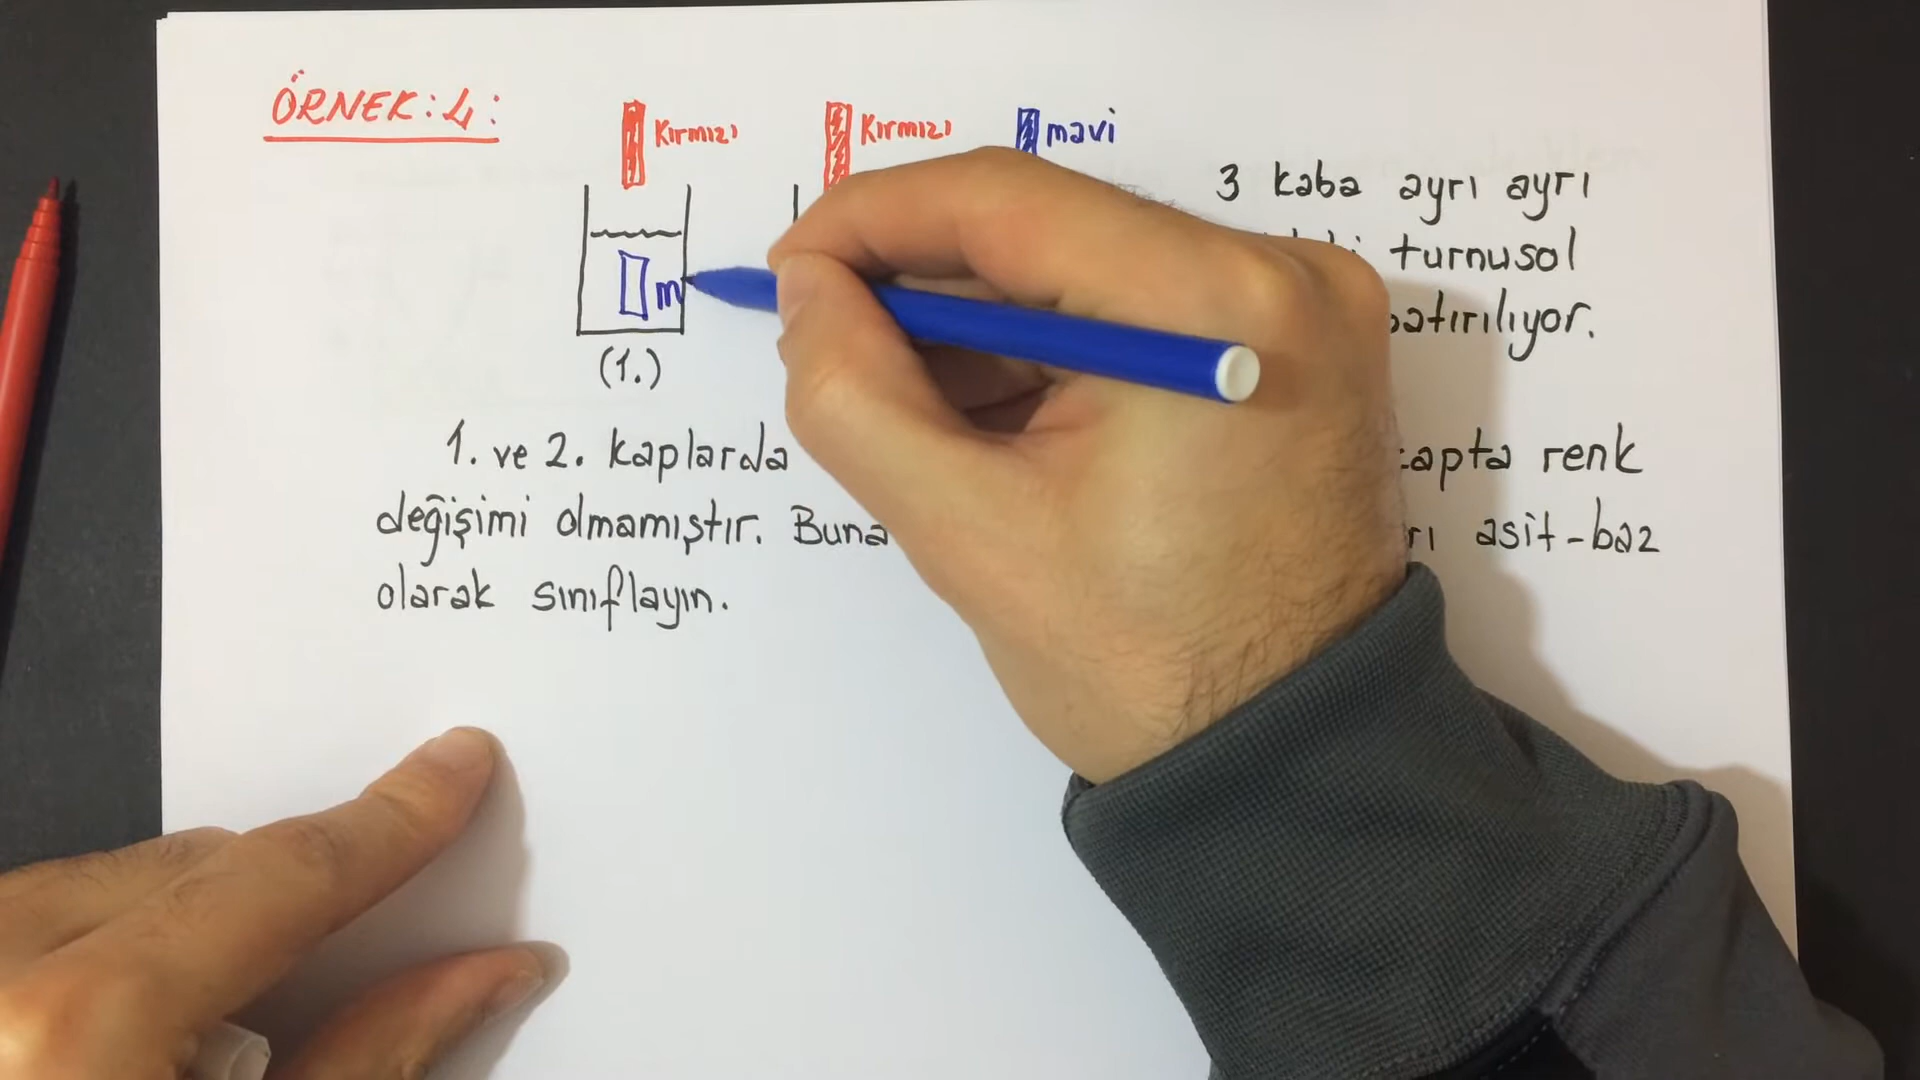 ÖRNEK:4:
Kırmızı
Kırmızı
mavi
3 kaba ayrı ayrı
turnusol
batırılıyor.
m
(1.)
1. ve 2. kaplarda
renk
değişimi olmamıştır. Buna
asit-baz
olarak sınıflayın.